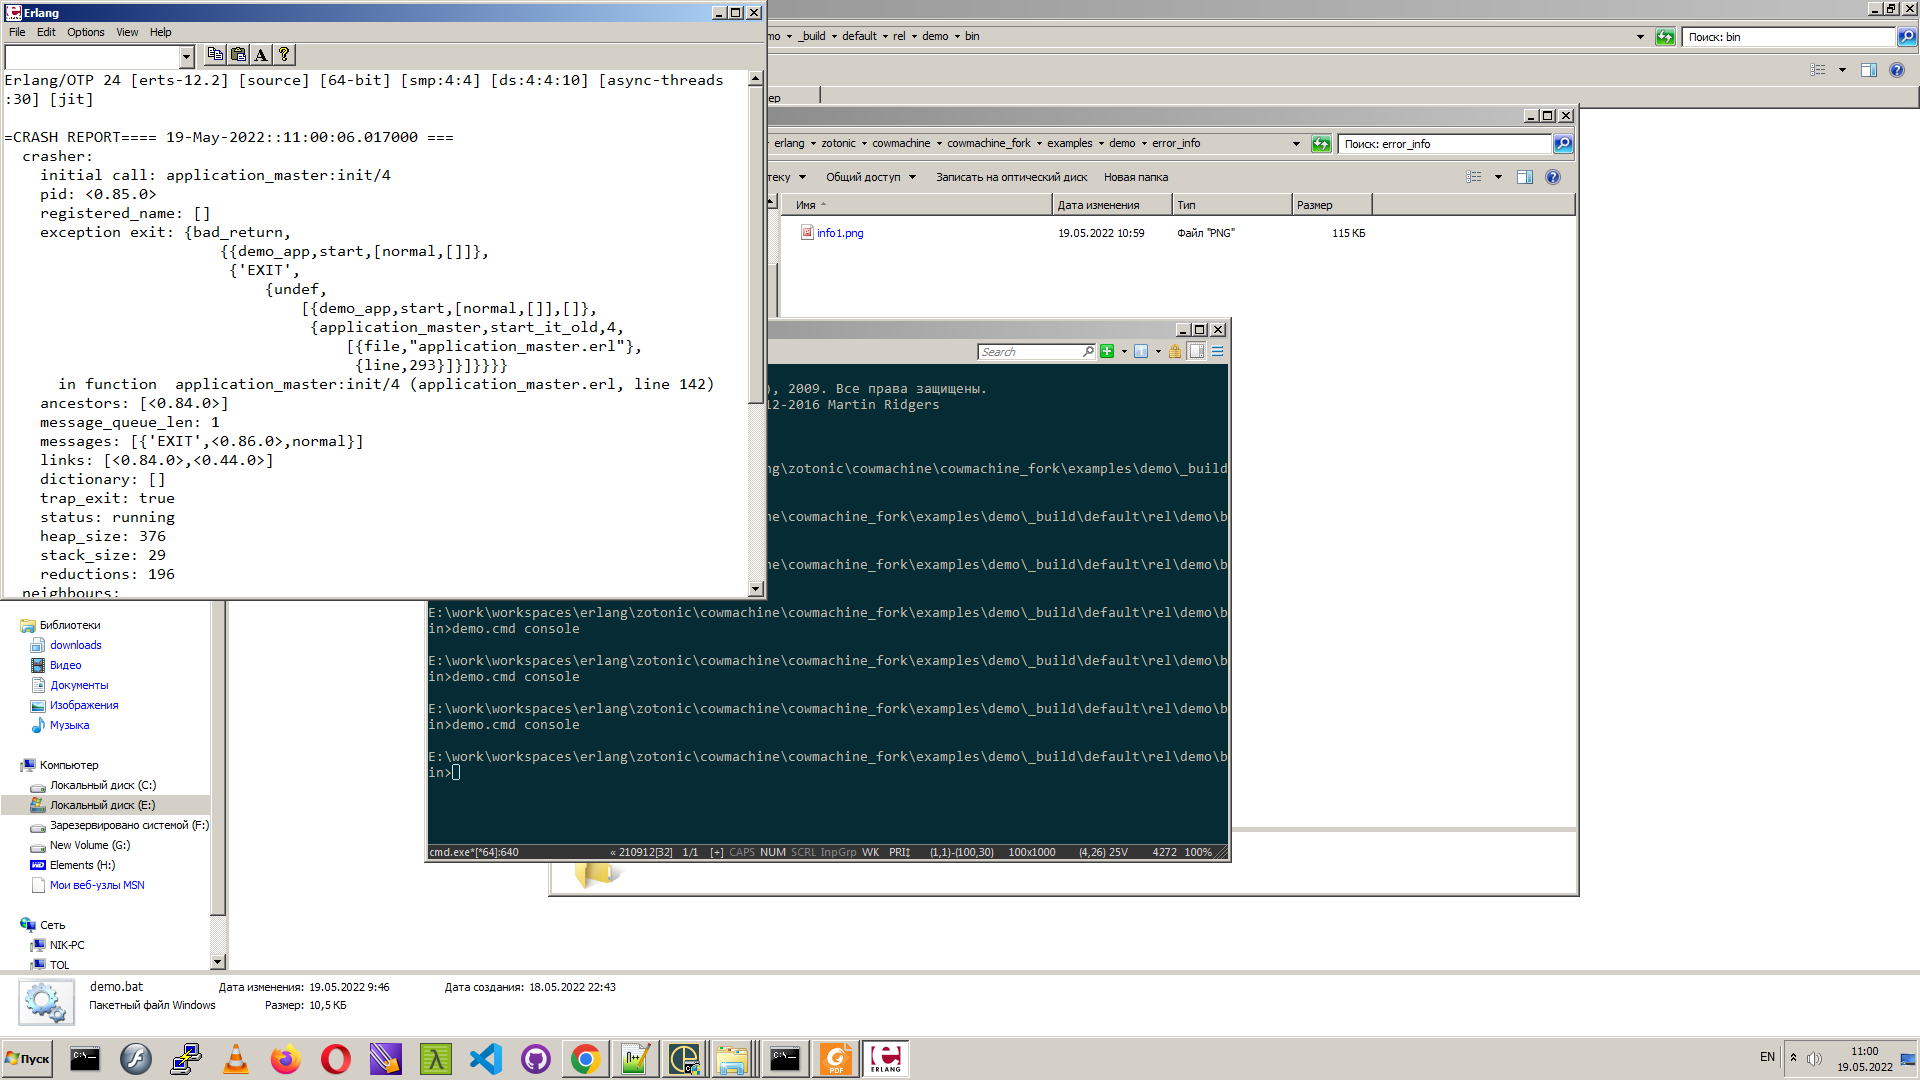 Erlang
File Edit Options View Help
Erlang/OTP 24 [erts-12.2] [source] [64-bit] [smp:4:4] [ds:4:4:10] [async-threads
:30] [jit]
=CRASH REPORT==== 19-May-2022::11:00:06.017000 ===
crasher:
initial call: application_master:init/4
pid: <0.85.0>
registered_name: []
exception exit: {bad_return,
{{demo_app,start,[normal,[]]},
{'EXIT',
{undef,
[{demo_app,start,[normal,[]],[]},
{application_master,start_it_old,4,
[{file,"application_master.erl"},
{line,293}]}]}}}}
in function  application_master:init/4 (application_master.erl, line 142)
ancestors: [<0.84.0>]
message_queue_len: 1
messages: [{'EXIT',<0.86.0>,normal}]
links: [<0.84.0>,<0.44.0>]
dictionary: []
trap_exit: true
status: running
heap_size: 376
stack_size: 29
reductions: 196
neighbours:
mo _build default rel demo bin
Поиск: bin
ер
erlang zotonic cowmachine cowmachine_fork examples demo error_info
Поиск: error_info
теку Общий доступ Записать на оптический диск Новая папка
Имя Дата изменения Тип Размер
info1.png 19.05.2022 10:59 Файл "PNG" 115 КБ
Search
), 2009. Все права защищены.
12-2016 Martin Ridgers
ng\zotonic\cowmachine\cowmachine_fork\examples\demo\_build
ne\cowmachine_fork\examples\demo\_build\default\rel\demo\b
ne\cowmachine_fork\examples\demo\_build\default\rel\demo\b
E:\work\workspaces\erlang\zotonic\cowmachine\cowmachine_fork\examples\demo\_build\default\rel\demo\b
in>demo.cmd console
E:\work\workspaces\erlang\zotonic\cowmachine\cowmachine_fork\examples\demo\_build\default\rel\demo\b
in>demo.cmd console
E:\work\workspaces\erlang\zotonic\cowmachine\cowmachine_fork\examples\demo\_build\default\rel\demo\b
in>demo.cmd console
E:\work\workspaces\erlang\zotonic\cowmachine\cowmachine_fork\examples\demo\_build\default\rel\demo\b
in>
cmd.exe*[*64]:640 « 210912[32] 1/1 [+] CAPS NUM SCRL InpGrp WK PRI↕ (1,1)-(100,30) 100x1000 (4,26) 25V 4272 100%
Библиотеки
downloads
Видео
Документы
Изображения
Музыка
Компьютер
Локальный диск (C:)
Локальный диск (E:)
Зарезервировано системой (F:)
New Volume (G:)
Elements (H:)
Мои веб-узлы MSN
Сеть
NIK-PC
TOL
demo.bat Дата изменения: 19.05.2022 9:46 Дата создания: 18.05.2022 22:43
Пакетный файл Windows Размер: 10,5 КБ
Пуск
PDF
ERLANG
EN
11:00
19.05.2022